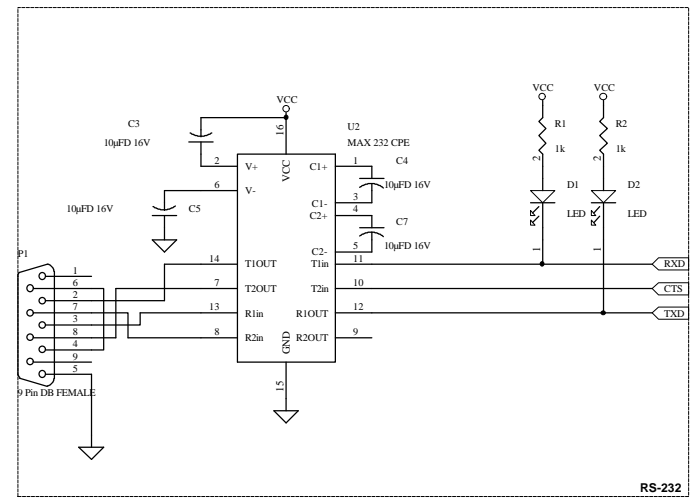 VCC
VCC
VCC
C3
10µFD 16V
16
U2
MAX 232 CPE
R1
1k
2
R2
1k
2
2
V+
VCC
C1+
1
C4
10µFD 16V
6
V-
C1-
3
C2+
4
C7
10µFD 16V
10µFD 16V
C5
C2-
5
D1
LED
D2
LED
1
1
P1
14
T1OUT
T1in
11
RXD
7
T2OUT
T2in
10
CTS
13
R1in
R1OUT
12
TXD
8
R2in
R2OUT
9
GND
15
1
6
2
7
3
8
4
9
5
9 Pin DB FEMALE
RS-232